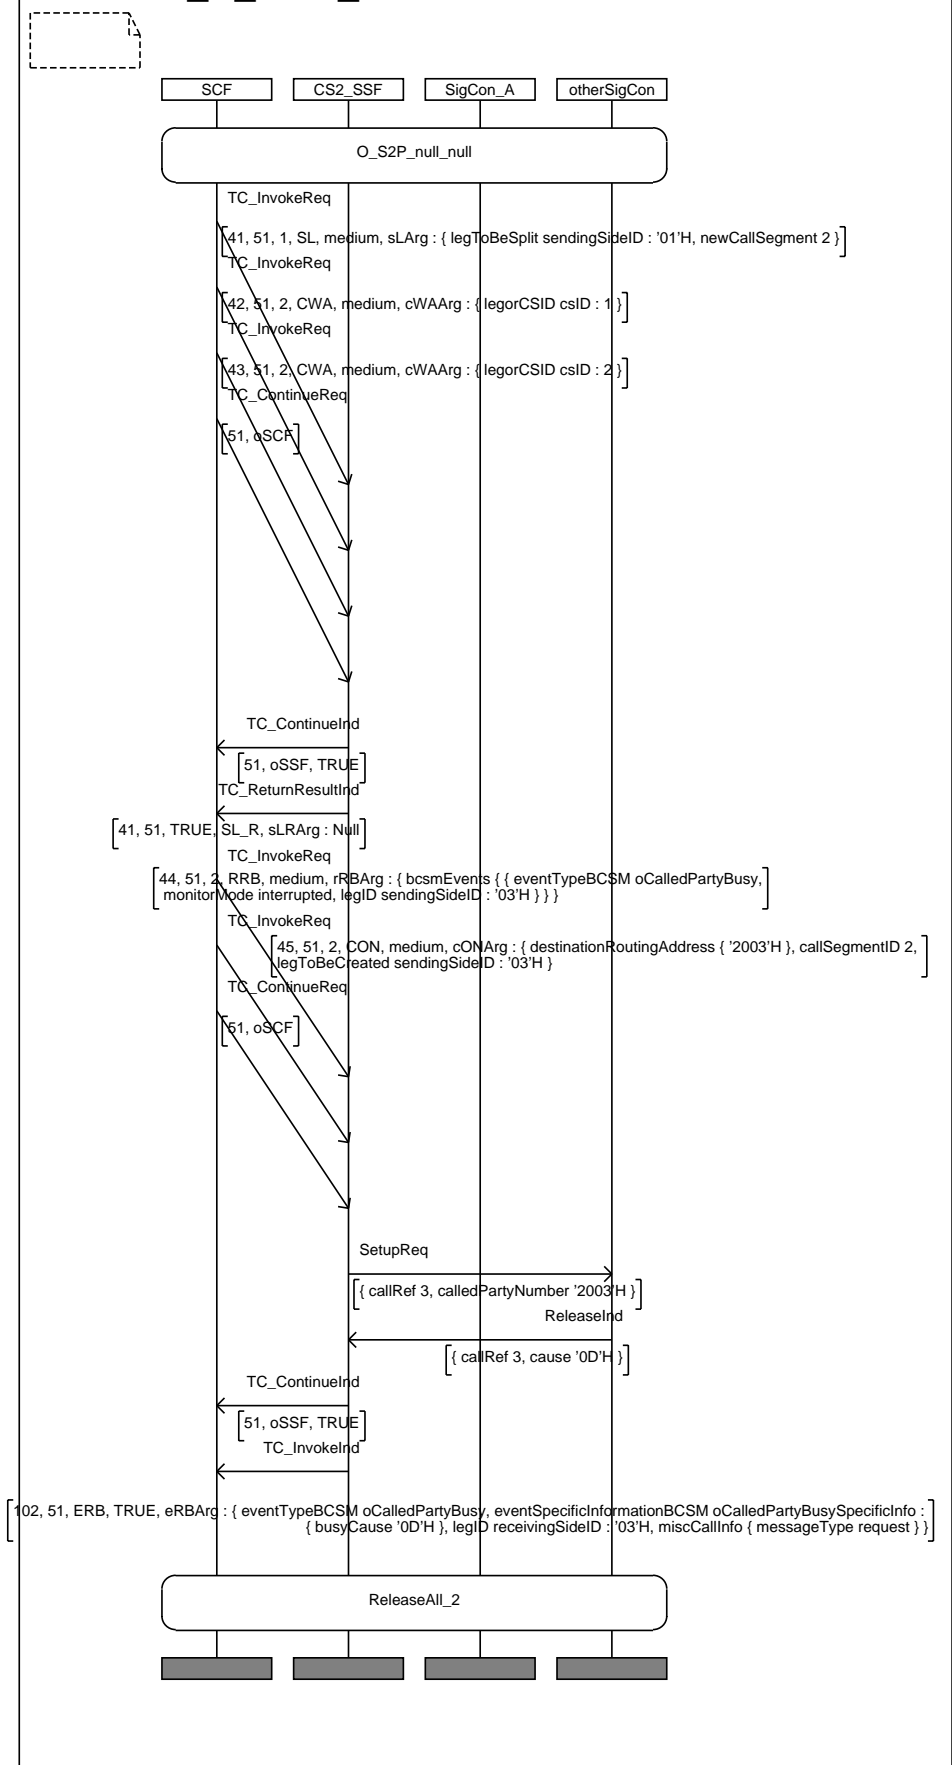 SCF
CS2_SSF
SigCon_A
otherSigCon
O_S2P_null_null
TC_InvokeReq
41, 51, 1, SL, medium, sLArg : { legToBeSplit sendingSideID : '01'H, newCallSegment 2 }
TC_InvokeReq
42, 51, 2, CWA, medium, cWAArg : { legorCSID csID : 1 }
TC_InvokeReq
43, 51, 2, CWA, medium, cWAArg : { legorCSID csID : 2 }
TC_ContinueReq
51, oSCF
TC_ContinueInd
51, oSSF, TRUE
TC_ReturnResultInd
41, 51, TRUE, SL_R, sLRArg : Null
TC_InvokeReq
44, 51, 2, RRB, medium, rRBArg : { bcsmEvents { { eventTypeBCSM oCalledPartyBusy,
monitorMode interrupted, legID sendingSideID : '03'H } } }
TC_InvokeReq
45, 51, 2, CON, medium, cONArg : { destinationRoutingAddress { '2003'H }, callSegmentID 2,
legToBeCreated sendingSideID : '03'H }
TC_ContinueReq
51, oSCF
SetupReq
{ callRef 3, calledPartyNumber '2003'H }
ReleaseInd
{ callRef 3, cause '0D'H }
TC_ContinueInd
51, oSSF, TRUE
TC_InvokeInd
102, 51, ERB, TRUE, eRBArg : { eventTypeBCSM oCalledPartyBusy, eventSpecificInformationBCSM oCalledPartyBusySpecificInfo :
{ busyCause '0D'H }, legID receivingSideID : '03'H, miscCallInfo { messageType request } }
ReleaseAll_2